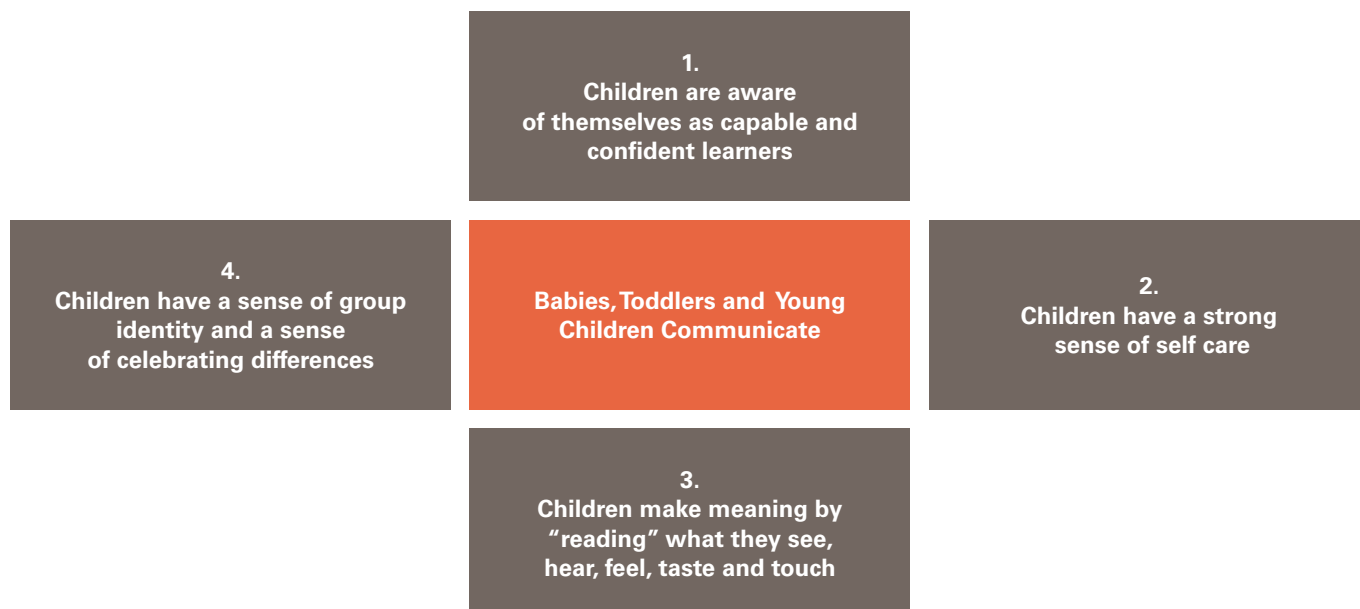 1.
Children are aware
of themselves as capable and
confident learners
4.
Children have a sense of group
identity and a sense
of celebrating differences
Babies, Toddlers and Young
Children Communicate
2.
Children have a strong
sense of self care
3.
Children make meaning by
“reading” what they see,
hear, feel, taste and touch